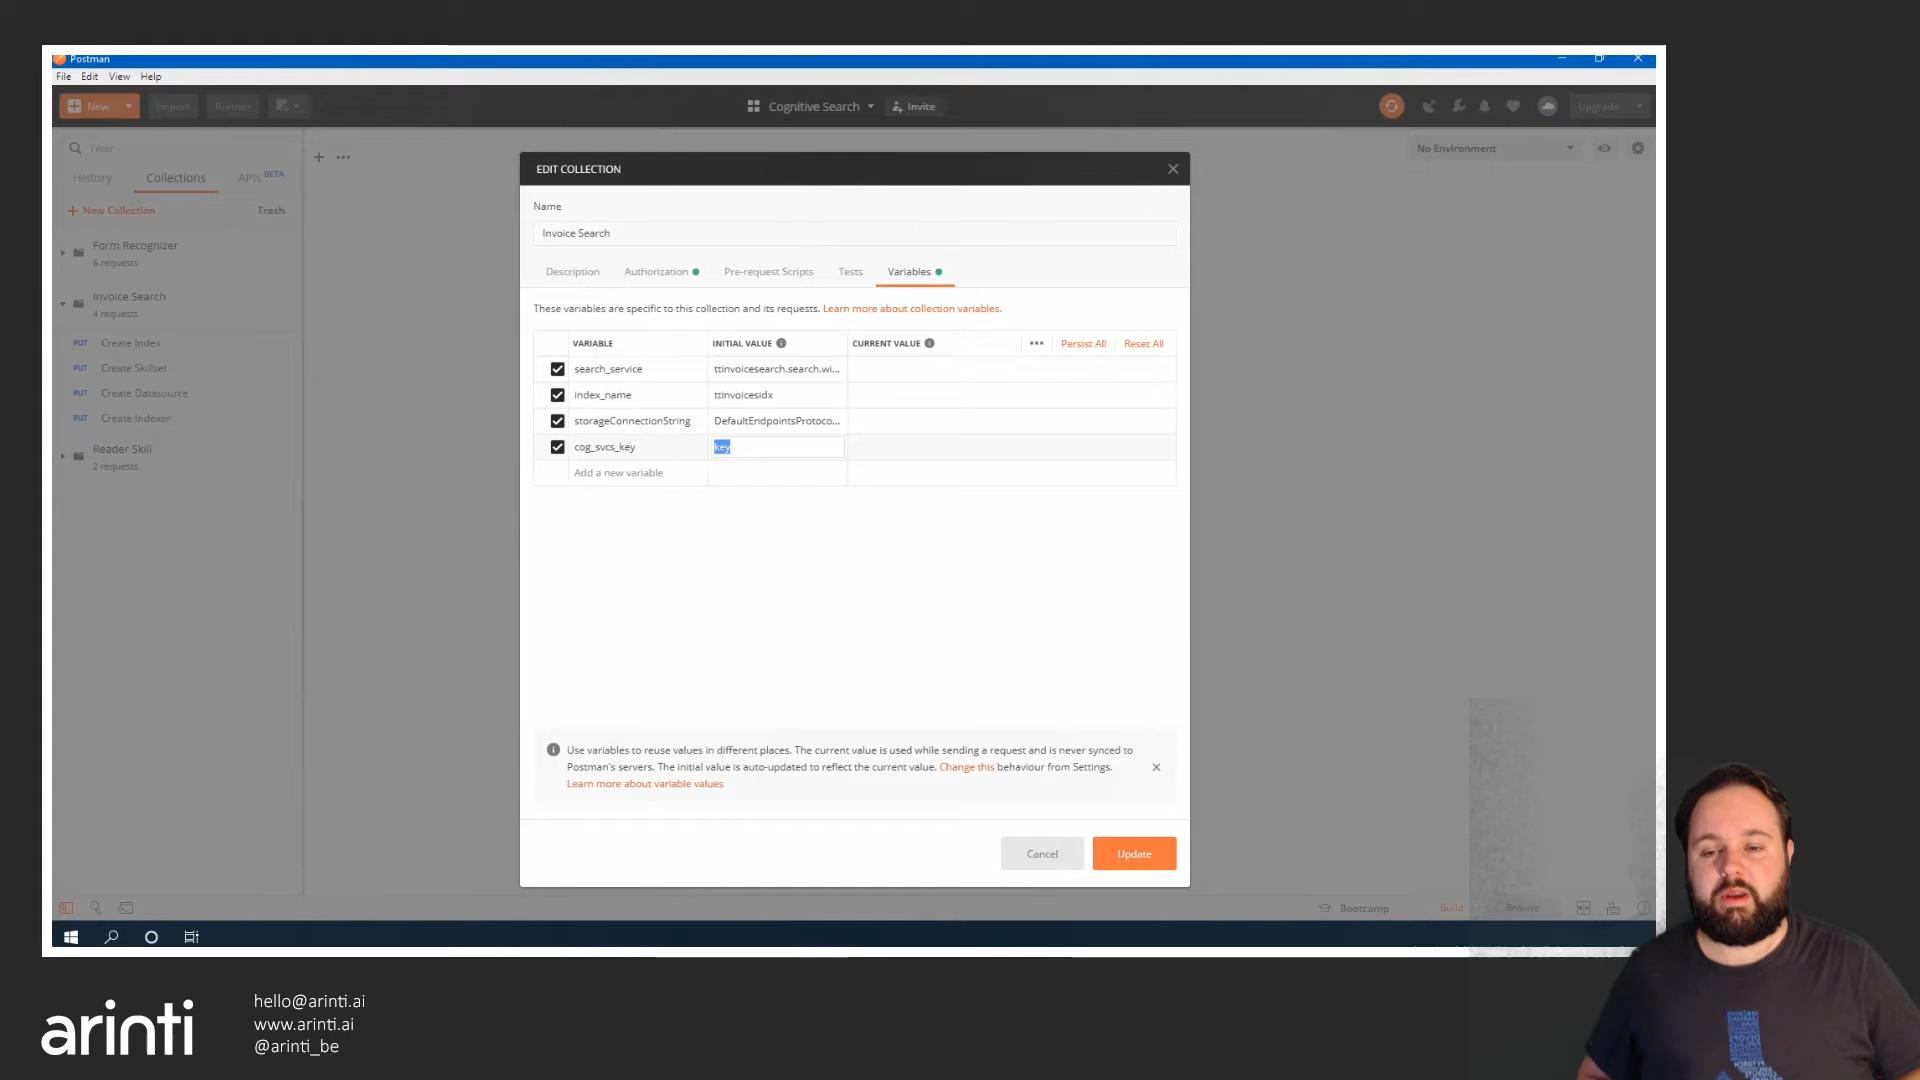 Postman
File Edit View Help
New Import Runner
Cognitive Search Invite
Upgrade
Filter
History Collections APIs BETA
New Collection Trash
Form Recognizer
6 requests
Invoice Search
4 requests
PUT Create Index
PUT Create Skillset
PUT Create Datasource
PUT Create Indexer
Reader Skill
2 requests
No Environment
EDIT COLLECTION
Name
Invoice Search
Description Authorization Pre-request Scripts Tests Variables
These variables are specific to this collection and its requests. Learn more about collection variables.
VARIABLE INITIAL VALUE CURRENT VALUE ••• Persist All Reset All
search_service ttinvoicesearch.search.wi...
index_name ttinvoicesidx
storageConnectionString DefaultEndpointsProtoco...
cog_svcs_key key
Add a new variable
Use variables to reuse values in different places. The current value is used while sending a request and is never synced to
Postman's servers. The initial value is auto-updated to reflect the current value. Change this behaviour from Settings.
Learn more about variable values
Cancel Update
Bootcamp Build Browse
arinti
hello@arinti.ai
www.arinti.ai
@arinti_be